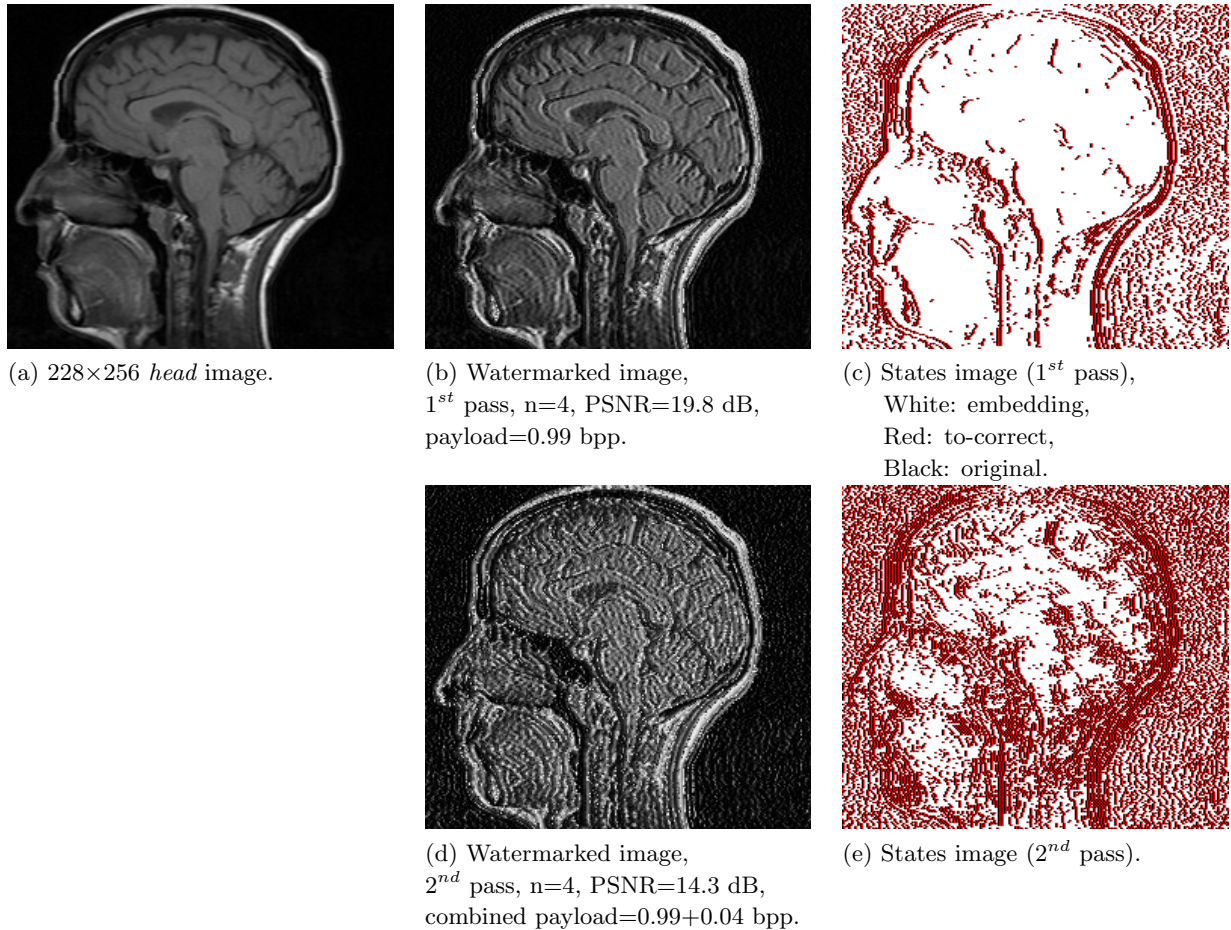 (a) 228×256 head image.
(b) Watermarked image,
1st pass, n=4, PSNR=19.8 dB,
payload=0.99 bpp.
(c) States image (1st pass),
White: embedding,
Red: to-correct,
Black: original.
(d) Watermarked image,
2nd pass, n=4, PSNR=14.3 dB,
combined payload=0.99+0.04 bpp.
(e) States image (2nd pass).